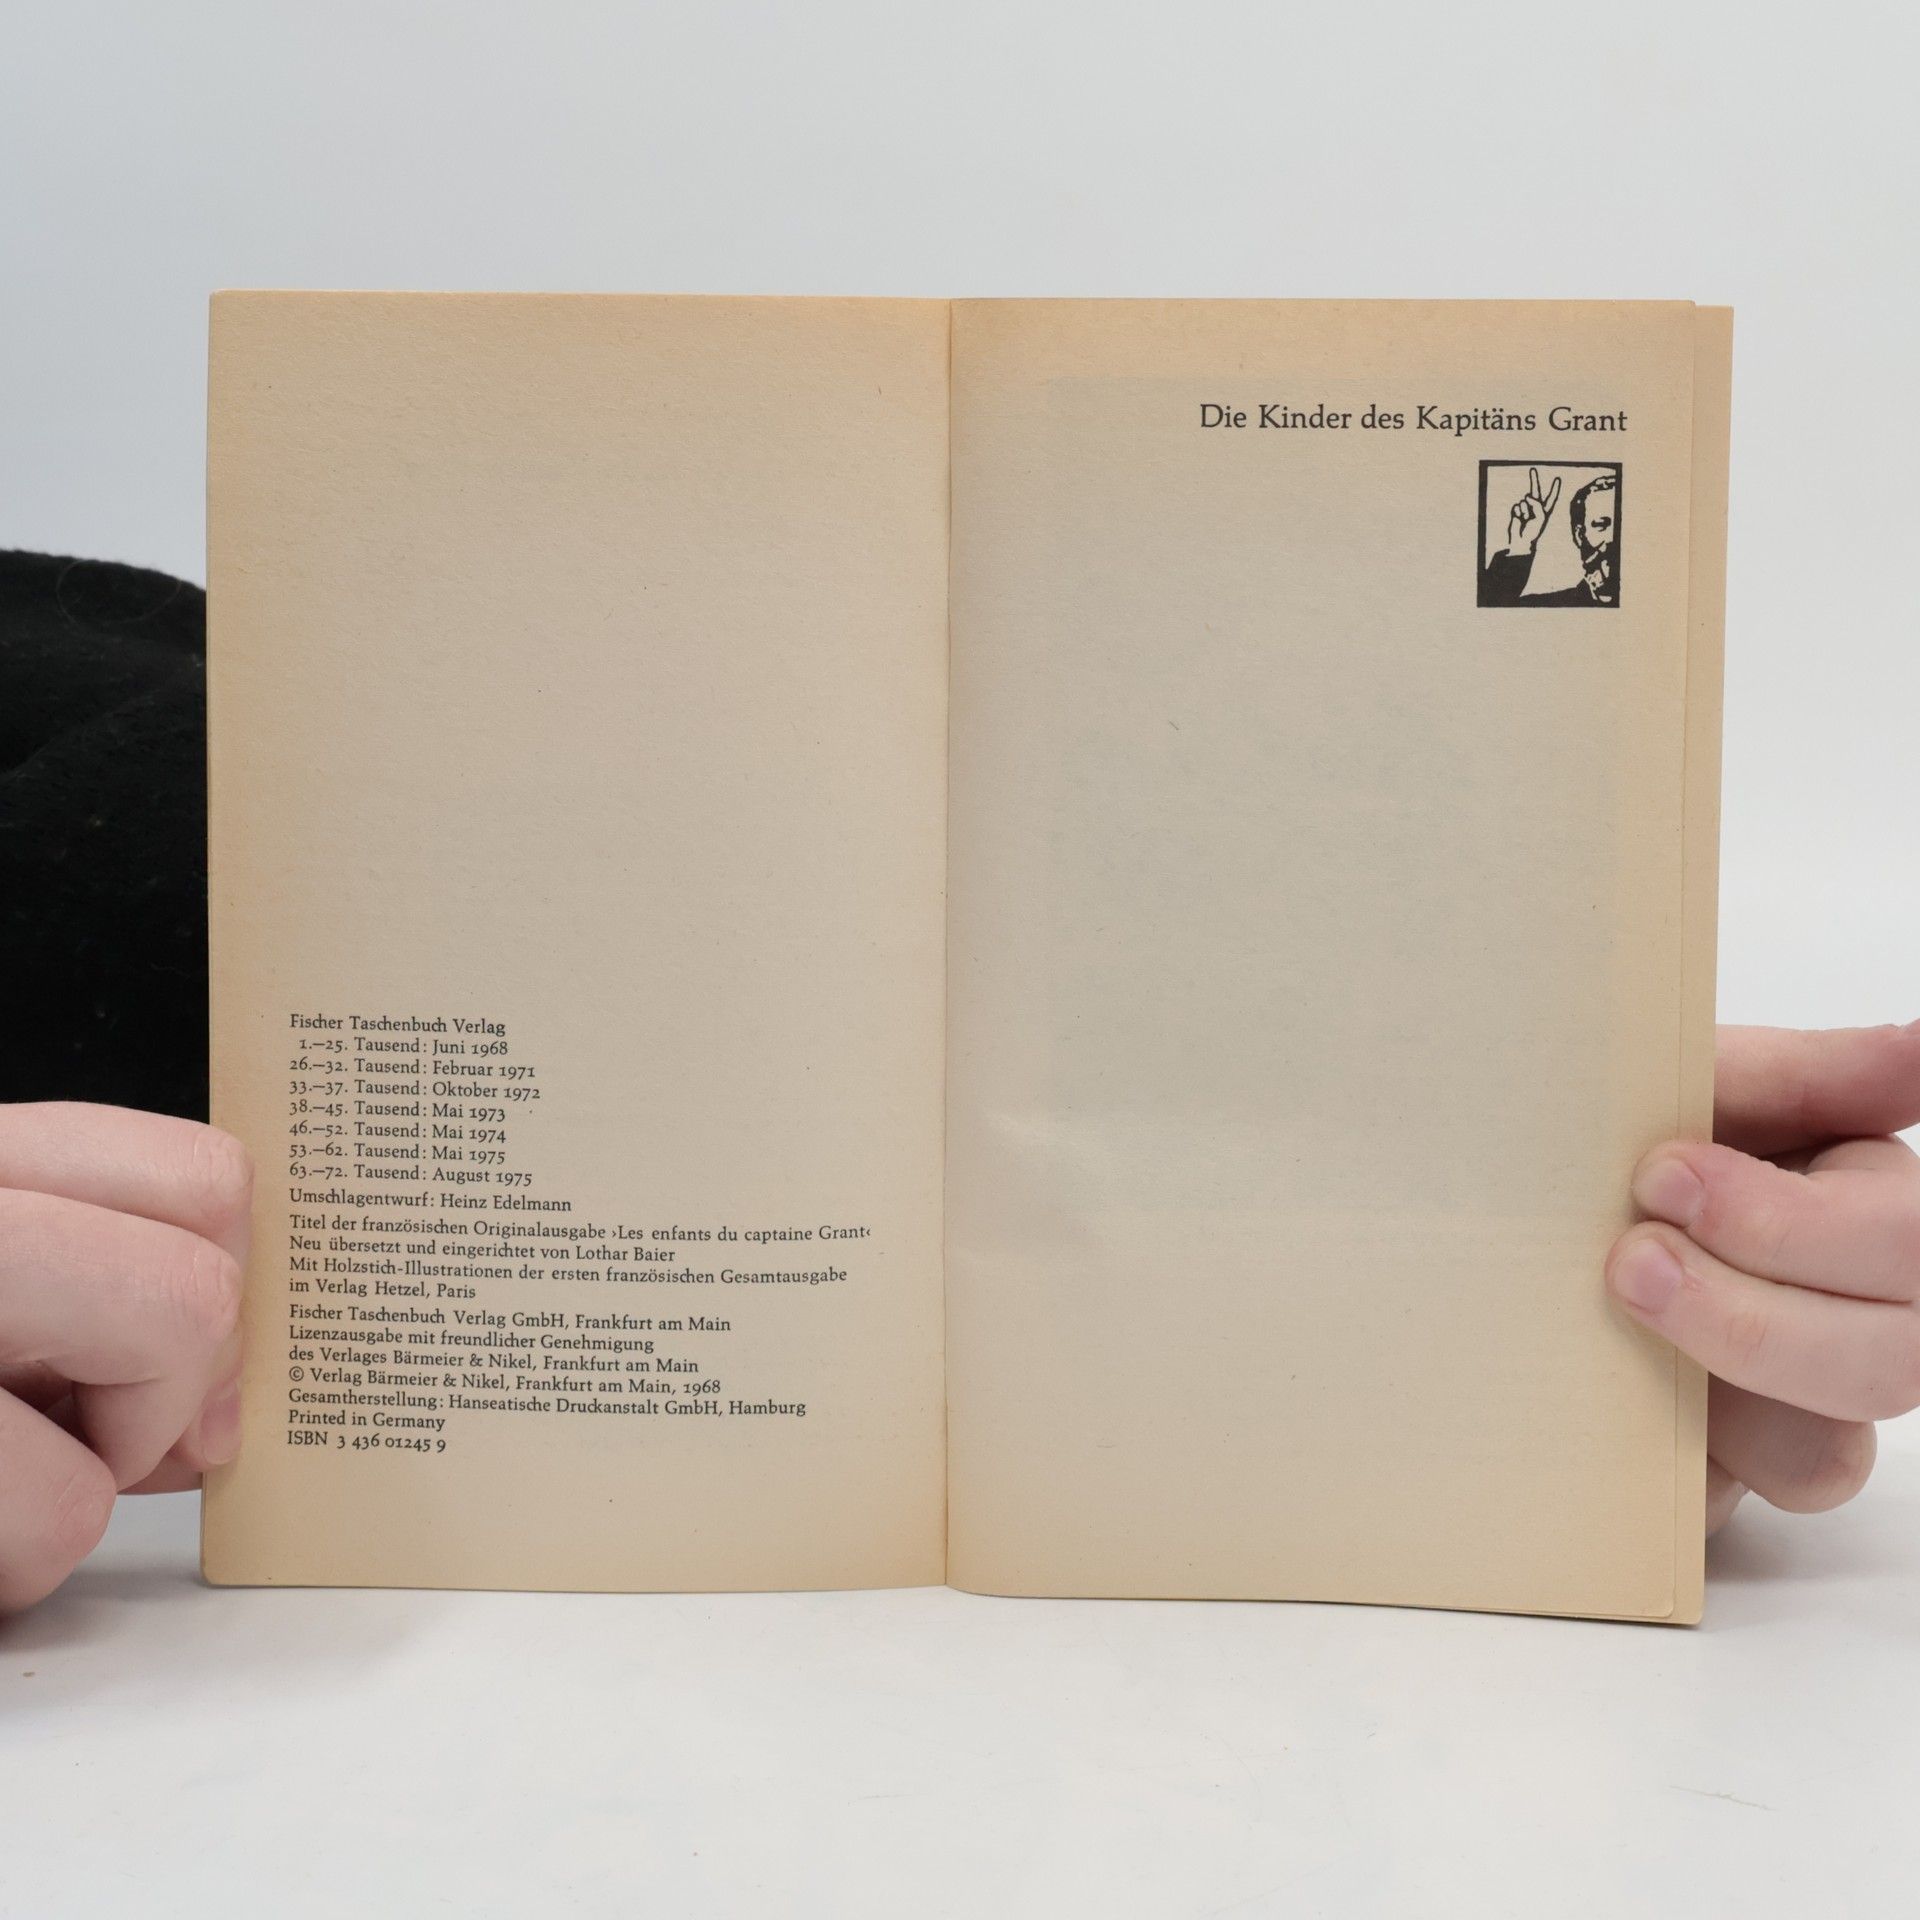 Fischer Taschenbuch Verlag
1.–25. Tausend: Juni 1968
26.–32. Tausend: Februar 1971
33.–37. Tausend: Oktober 1972
38.–45. Tausend: Mai 1973
46.–52. Tausend: Mai 1974
53.–62. Tausend: Mai 1975
63.–72. Tausend: August 1975
Umschlagentwurf: Heinz Edelmann
Titel der französischen Originalausgabe ›Les enfants du captaine Grant‹
Neu übersetzt und eingerichtet von Lothar Baier
Mit Holzstich-Illustrationen der ersten französischen Gesamtausgabe
im Verlag Hetzel, Paris
Fischer Taschenbuch Verlag GmbH, Frankfurt am Main
Lizenzausgabe mit freundlicher Genehmigung
des Verlages Bärmeier & Nikel, Frankfurt am Main
© Verlag Bärmeier & Nikel, Frankfurt am Main, 1968
Gesamtherstellung: Hanseatische Druckanstalt GmbH, Hamburg
Printed in Germany
ISBN 3 436 01245 9
Die Kinder des Kapitäns Grant